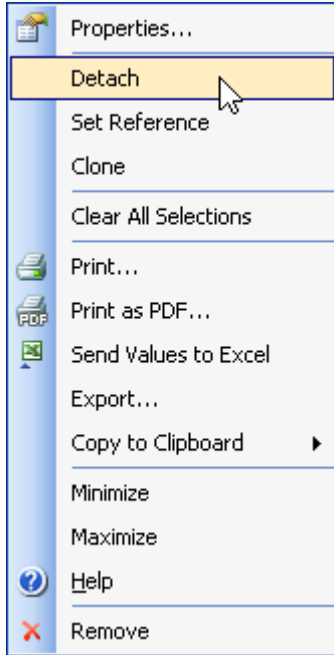 Properties...
Detach
Set Reference
Clone
Clear All Selections
Print...
PDF
Print as PDF...
Send Values to Excel
Export...
Copy to Clipboard
Minimize
Maximize
Help
Remove